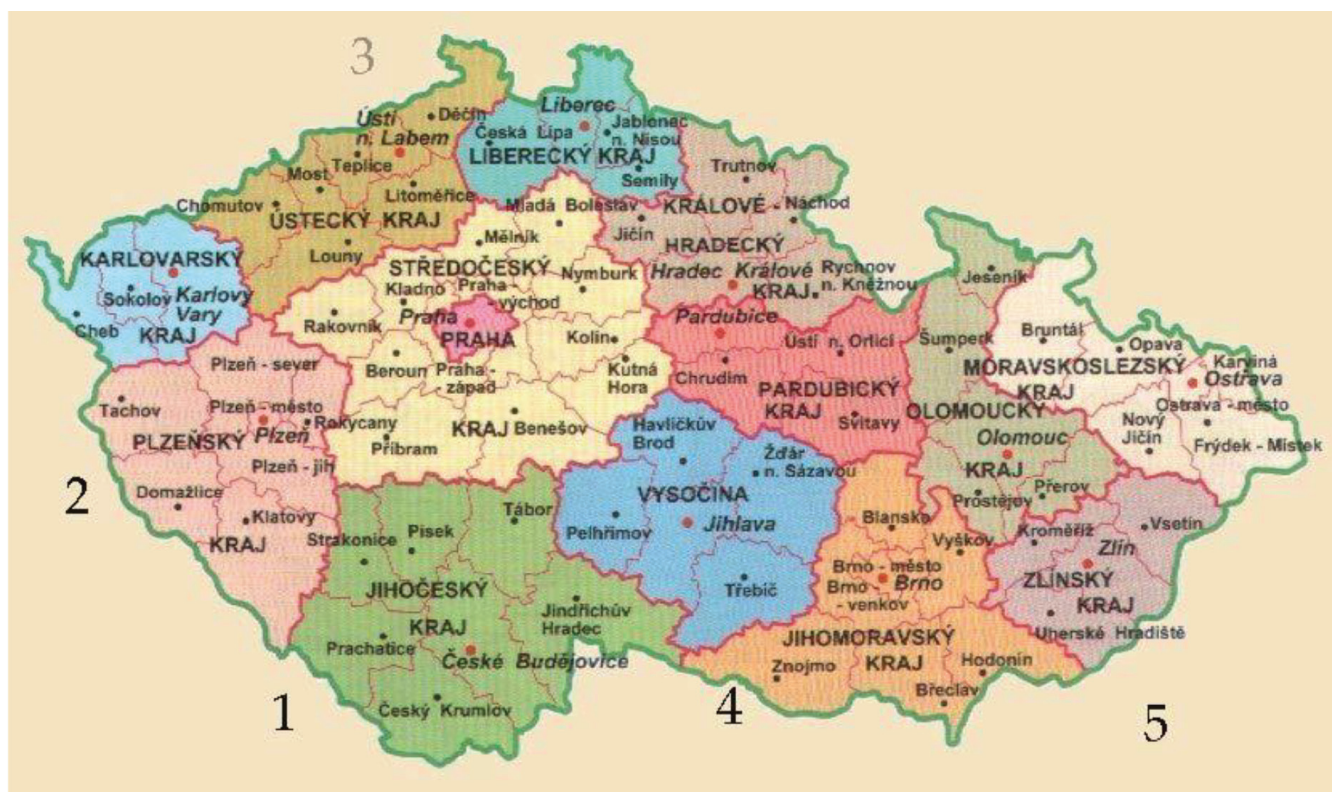 3
Děčín
Ústí
n. Labem
Teplice
Most
Litoměřice
Chomutov
ÚSTECKÝ KRAJ
Louny
Liberec
Česká Lípa
Jablonec
n. Nisou
LIBERECKÝ KRAJ
Semily
Trutnov
KRÁLOVÉ -
Náchod
Jičín
HRADECKÝ
Hradec Králové
KRAJ
Rychnov
n. Kněžnou
KARLOVARSKÝ
Sokolov
Karlovy
Vary
Cheb
KRAJ
Mladá Boleslav
Mělník
STŘEDOČESKÝ
Nymburk
Kladno
Praha -
- východ
Rakovník
Praha
PRAHA
Kolín
Beroun
Praha -
- západ
Kutná
Hora
KRAJ
Benešov
Příbram
Plzeň - sever
Tachov
Plzeň - město
PLZEŇSKÝ
Plzeň
Rokycany
Plzeň - jih
Domažlice
Klatovy
KRAJ
2
Pardubice
Ústí n. Orlicí
Chrudim
PARDUBICKÝ
KRAJ
Svitavy
Jeseník
Šumperk
OLOMOUCKÝ
Olomouc
KRAJ
Prostějov
Přerov
Bruntál
Opava
Karviná
MORAVSKOSLEZSKÝ
KRAJ
Ostrava
Ostrava - město
Nový
Jičín
Frýdek - Místek
Havlíčkův
Brod
Žďár
n. Sázavou
VYSOČINA
Jihlava
Pelhřimov
Třebíč
Tábor
Písek
Strakonice
JIHOČESKÝ
KRAJ
Jindřichův
Hradec
Prachatice
České Budějovice
Český Krumlov
1
Blansko
Vyškov
Brno - město
Brno
Brno -
- venkov
JIHOMORAVSKÝ
KRAJ
Znojmo
Hodonín
Břeclav
4
Kroměříž
Vsetín
Zlín
ZLÍNSKÝ
KRAJ
Uherské Hradiště
5